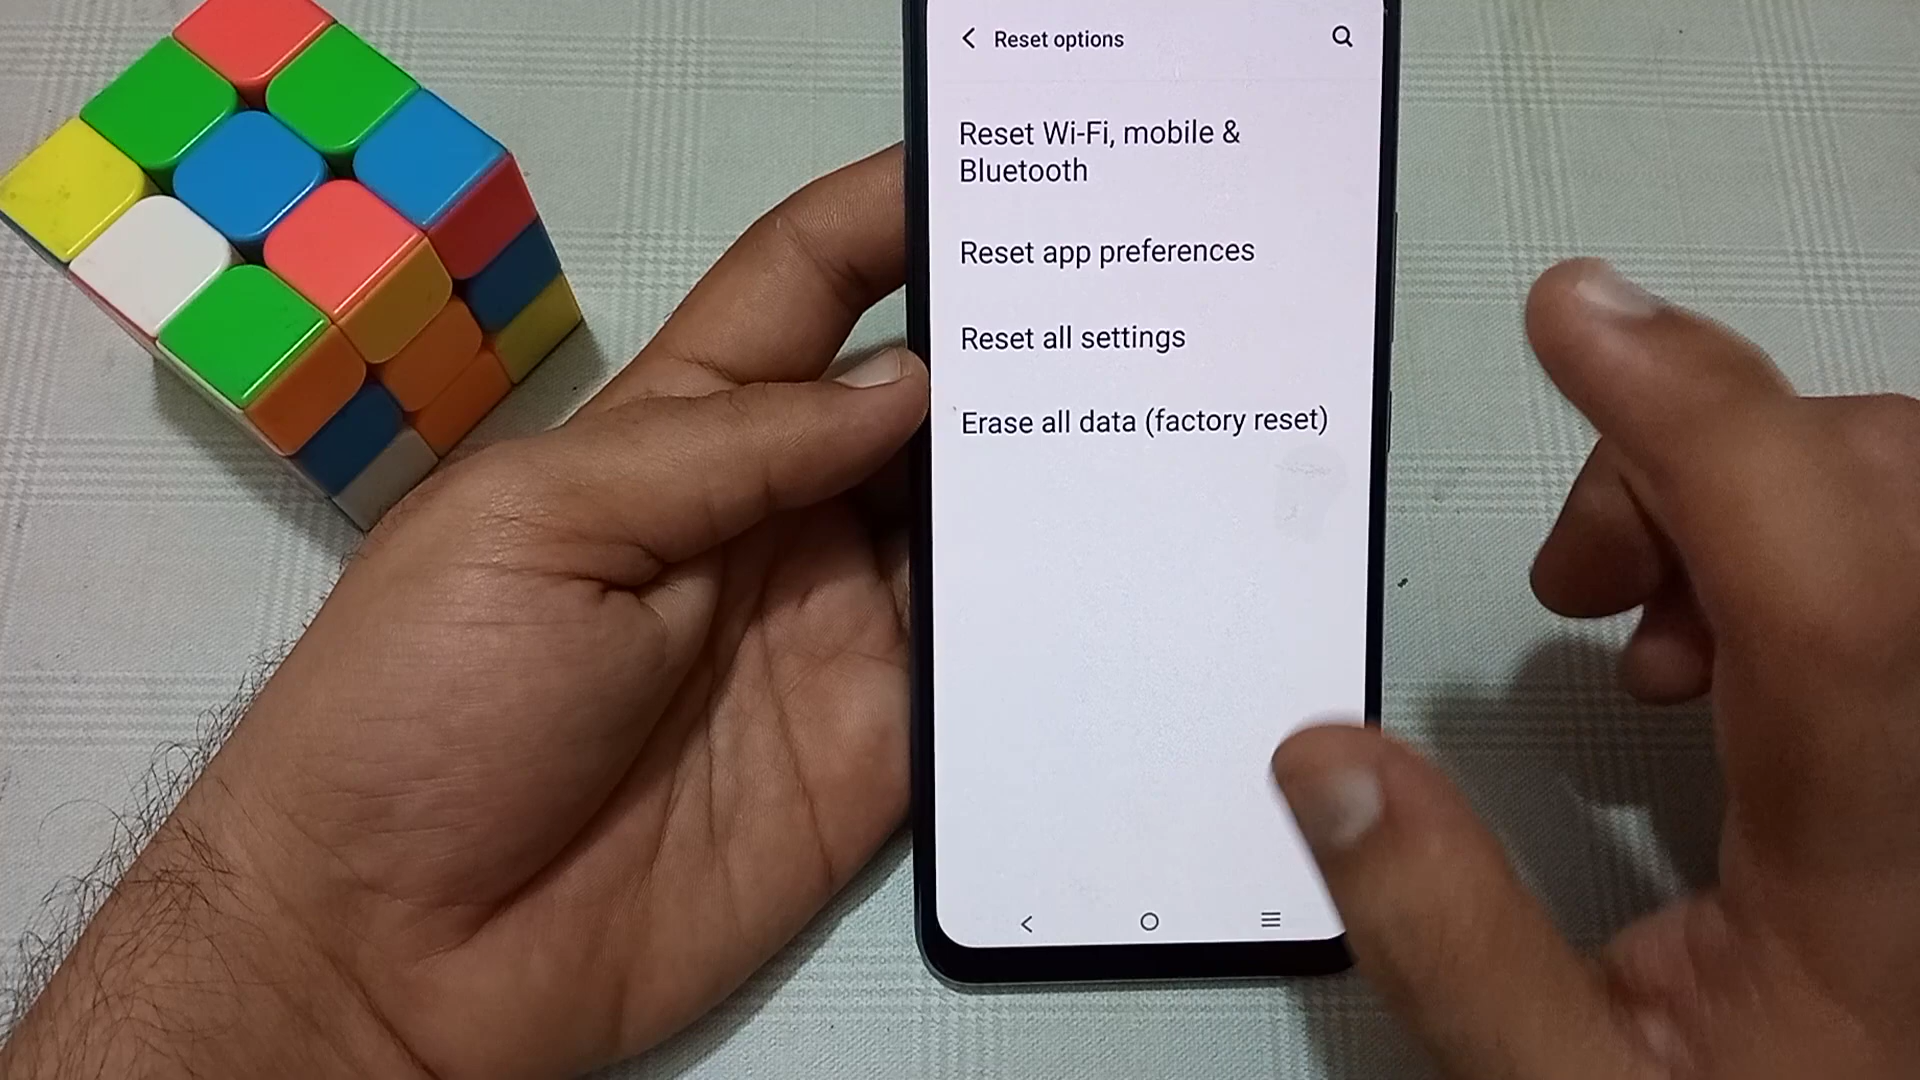 Reset options
Reset Wi-Fi, mobile &
Bluetooth
Reset app preferences
Reset all settings
Erase all data (factory reset)